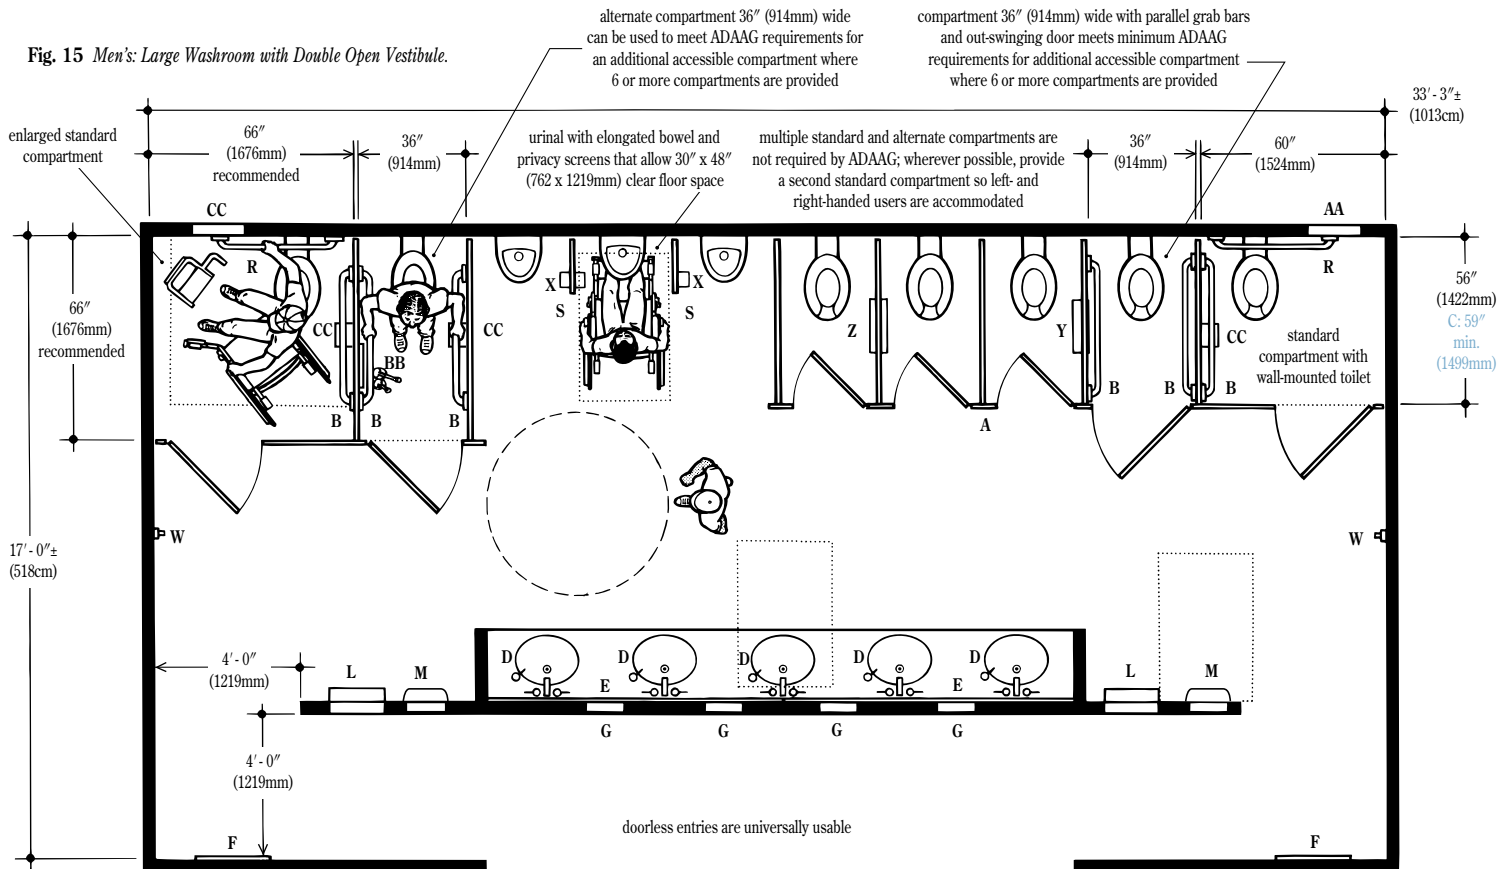 Fig. 15 Men's: Large Washroom with Double Open Vestibule.
alternate compartment 36″ (914mm) wide
can be used to meet ADAAG requirements for
an additional accessible compartment where
6 or more compartments are provided
compartment 36″ (914mm) wide with parallel grab bars
and out-swinging door meets minimum ADAAG
requirements for additional accessible compartment
where 6 or more compartments are provided
33′ - 3″±
(1013cm)
enlarged standard
compartment
66″
(1676mm)
recommended
36″
(914mm)
urinal with elongated bowel and
privacy screens that allow 30″ x 48″
(762 x 1219mm) clear floor space
multiple standard and alternate compartments are
not required by ADAAG; wherever possible, provide
a second standard compartment so left- and
right-handed users are accommodated
36″
(914mm)
60″
(1524mm)
CC
AA
R
R
66″
(1676mm)
recommended
56″
(1422mm)
C: 59″
min.
(1499mm)
X
X
S
S
CC
CC
BB
Z
Y
CC
standard
compartment with
wall-mounted toilet
B
B
B
A
B
B
B
W
W
17′ - 0″±
(518cm)
4′ - 0″
(1219mm)
L
M
D
D
D
D
D
E
E
L
M
G
G
G
G
4′ - 0″
(1219mm)
doorless entries are universally usable
F
F